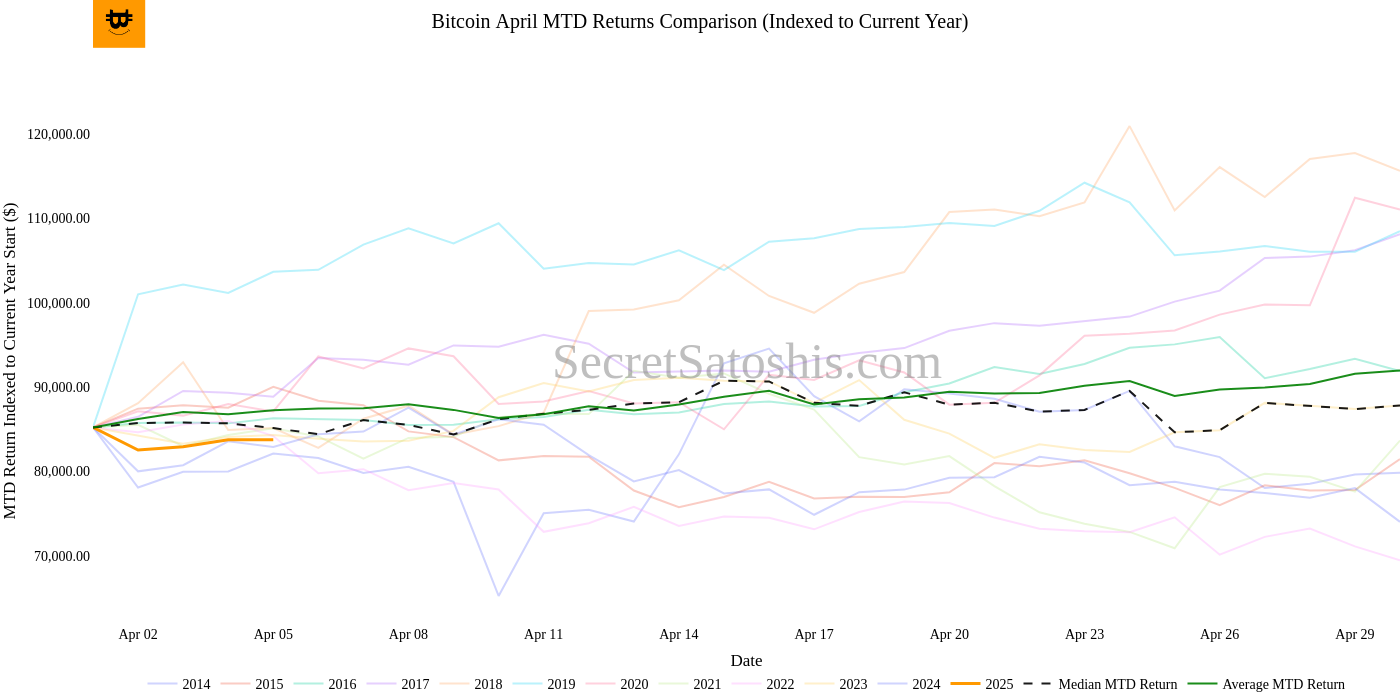 Bitcoin April MTD Returns Comparison (Indexed to Current Year)
MTD Return Indexed to Current Year Start ($)
120,000.00
110,000.00
100,000.00
90,000.00
80,000.00
70,000.00
SecretSatoshis.com
Apr 02 Apr 05 Apr 08 Apr 11 Apr 14 Apr 17 Apr 20 Apr 23 Apr 26 Apr 29
Date
2014 2015 2016 2017 2018 2019 2020 2021 2022 2023 2024 2025 Median MTD Return Average MTD Return